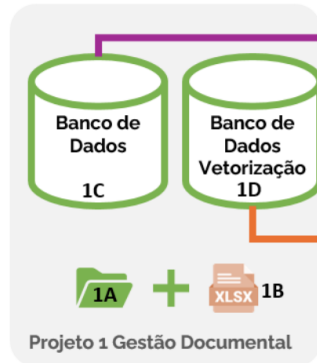 Banco de
Dados
1C
Banco de
Dados
Vetorização
1D
1A
XLSX
1B
Projeto 1 Gestão Documental